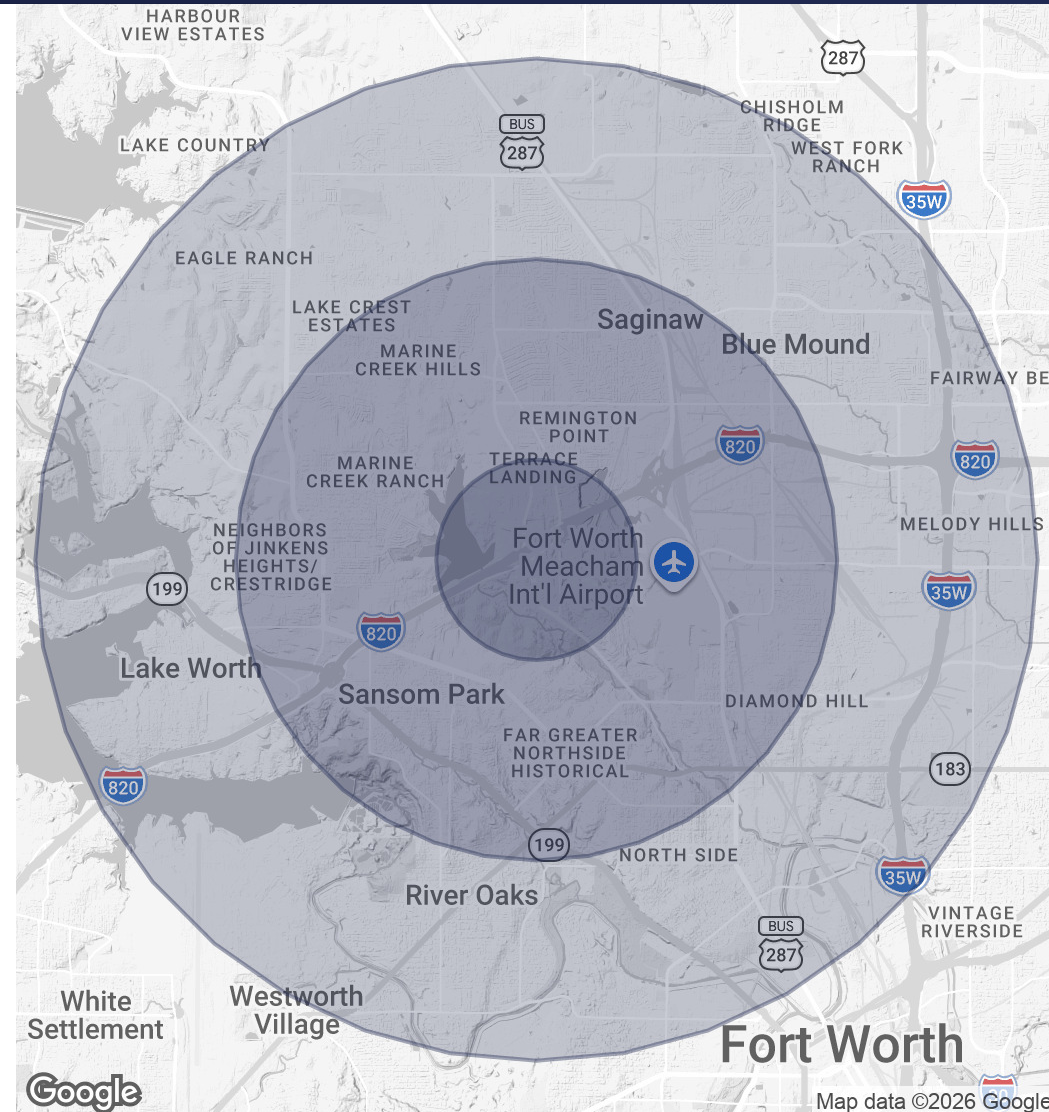 HARBOUR
VIEW ESTATES
287
CHISHOLM
RIDGE
BUS
287
LAKE COUNTRY
WEST FORK
RANCH
35W
EAGLE RANCH
LAKE CREST
ESTATES
Saginaw
Blue Mound
MARINE
CREEK HILLS
FAIRWAY BE
REMINGTON
POINT
820
820
TERRACE
LANDING
MARINE
CREEK RANCH
MELODY HILLS
NEIGHBORS
OF JINKENS
HEIGHTS/
CRESTRIDGE
Fort Worth
Meacham
Int'l Airport
199
35W
820
Lake Worth
Sansom Park
DIAMOND HILL
FAR GREATER
NORTHSIDE
HISTORICAL
183
820
199
NORTH SIDE
35W
River Oaks
VINTAGE
RIVERSIDE
BUS
287
White
Settlement
Westworth
Village
Fort Worth
Google
Map data ©2026 Google